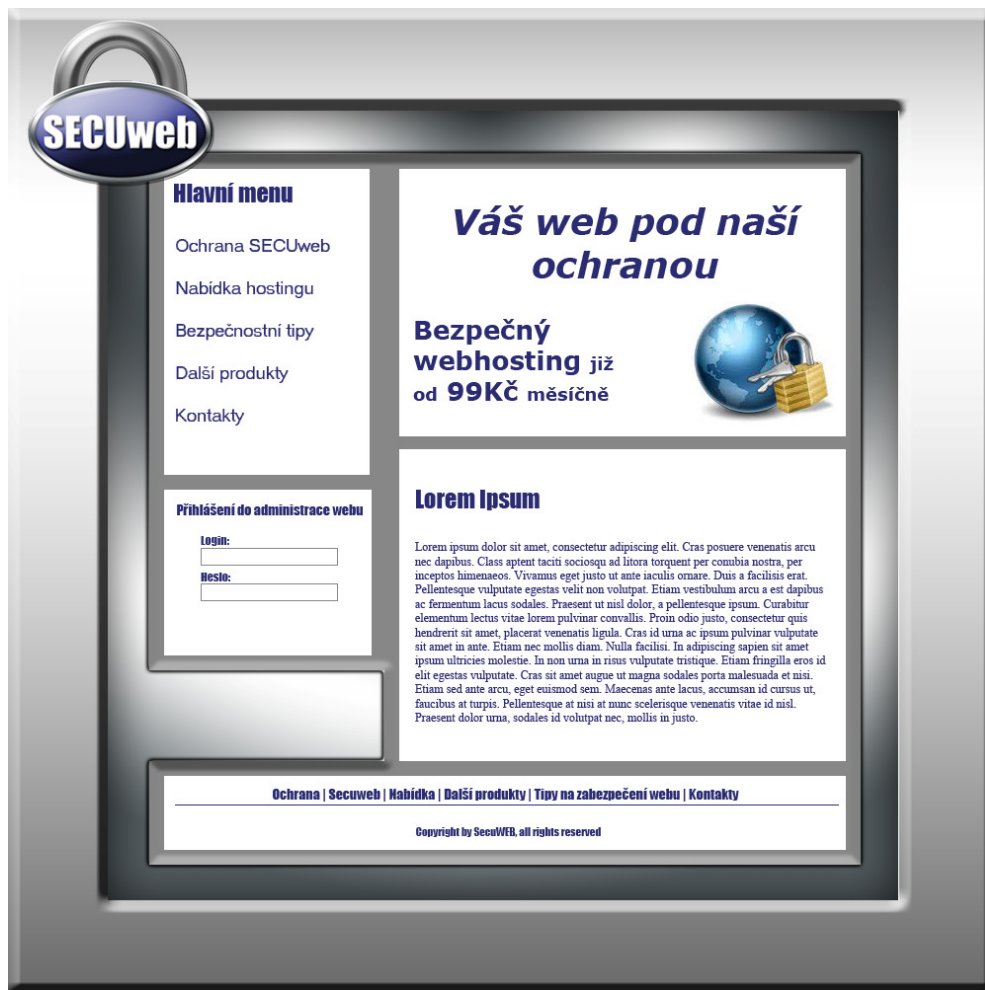 SECUweb
Hlavní menu
Ochrana SECUweb
Nabídka hostingu
Bezpečnostní tipy
Další produkty
Kontakty
Přihlášení do administrace webu
Login:
Heslo:
Váš web pod naší
ochranou
Bezpečný
webhosting již
od 99Kč měsíčně
Lorem Ipsum
Lorem ipsum dolor sit amet, consectetur adipiscing elit. Cras posuere venenatis arcu
nec dapibus. Class aptent taciti sociosqu ad litora torquent per conubia nostra, per
inceptos himenaeos. Vivamus eget justo ut ante iaculis ornare. Duis a facilisis erat.
Pellentesque vulputate egestas velit non volutpat. Etiam vestibulum arcu a est dapibus
ac fermentum lacus sodales. Praesent ut nisl dolor, a pellentesque ipsum. Curabitur
elementum lectus vitae lorem pulvinar convallis. Proin odio justo, consectetur quis
hendrerit sit amet, placerat venenatis ligula. Cras id urna ac ipsum pulvinar vulputate
sit amet in ante. Etiam nec mollis diam. Nulla facilisi. In adipiscing sapien sit amet
ipsum ultricies molestie. In non urna in risus vulputate tristique. Etiam fringilla eros id
elit egestas vulputate. Cras sit amet augue ut magna sodales porta malesuada et nisi.
Etiam sed ante arcu, eget euismod sem. Maecenas ante lacus, accumsan id cursus ut,
faucibus at turpis. Pellentesque at nisi at nunc scelerisque venenatis vitae id nisl.
Praesent dolor urna, sodales id volutpat nec, mollis in justo.
Ochrana | Secuweb | Nabídka | Další produkty | Tipy na zabezpečení webu | Kontakty
Copyright by SecuWEB, all rights reserved